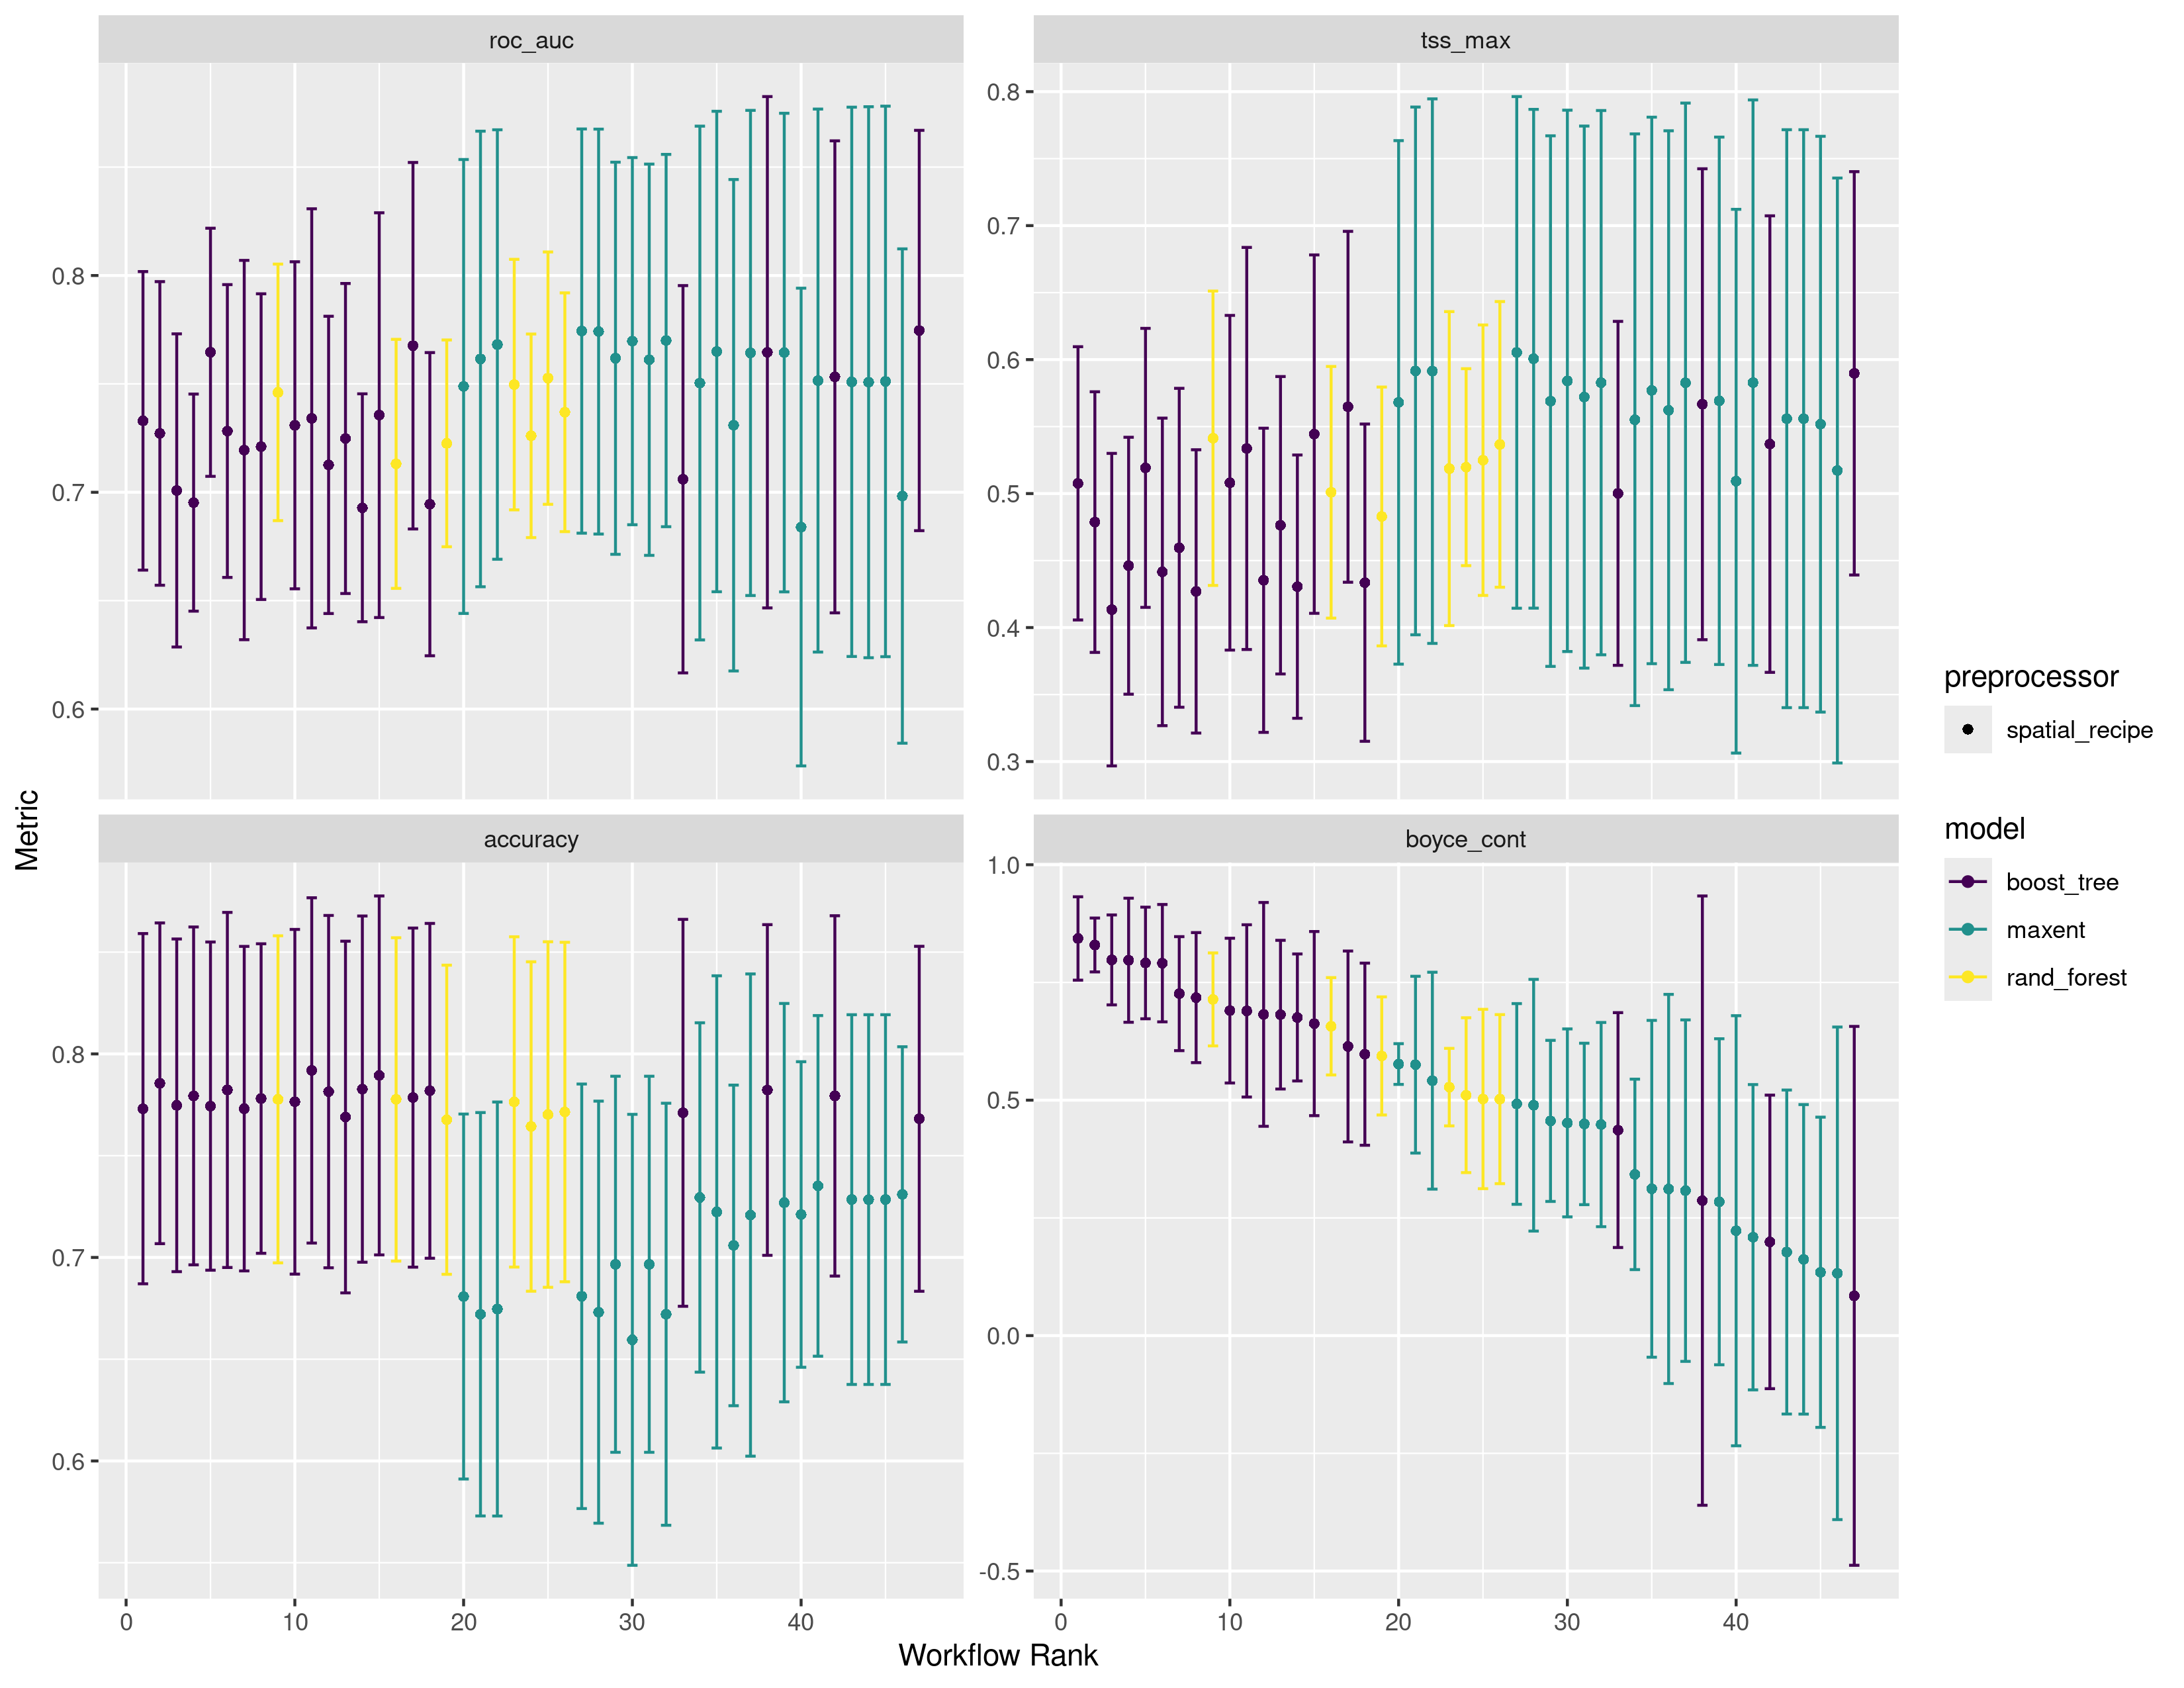 roc_auc
tss_max
0.8
0.7
0.6
0.8
0.7
0.6
0.5
0.4
0.3
Metric
accuracy
boyce_cont
0.8
0.7
0.6
1.0
0.5
0.0
-0.5
0 10 20 30 40
0 10 20 30 40
Workflow Rank
preprocessor
spatial_recipe
model
boost_tree
maxent
rand_forest